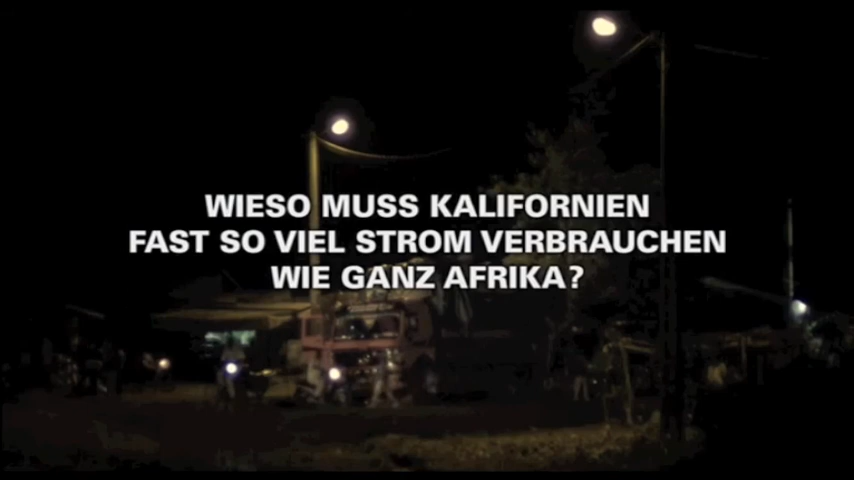 WIESO MUSS KALIFORNIEN
FAST SO VIEL STROM VERBRAUCHEN
WIE GANZ AFRIKA?